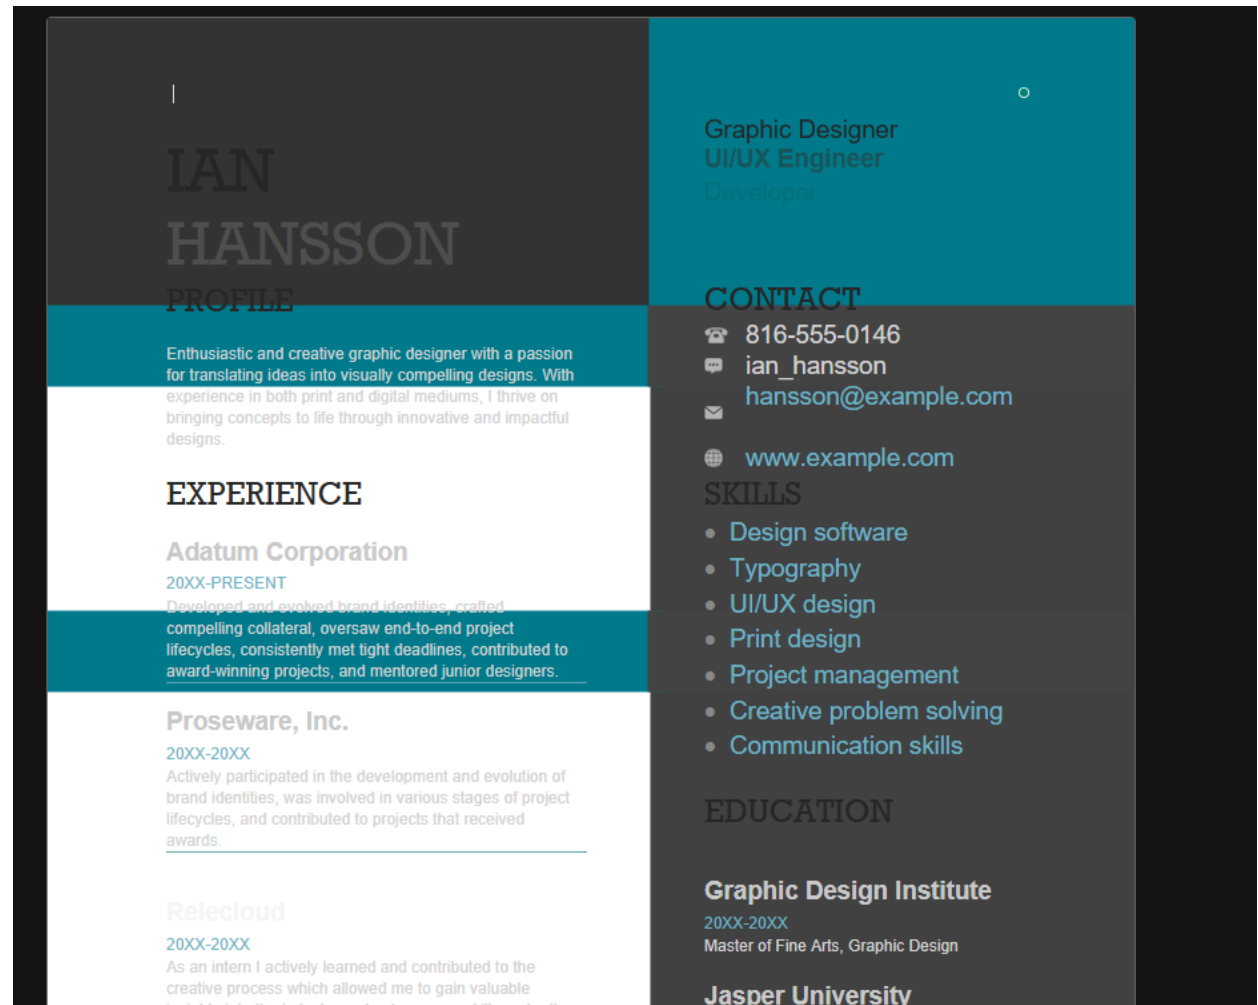 IAN
HANSSON
PROFILE
Enthusiastic and creative graphic designer with a passion
for translating ideas into visually compelling designs. With
experience in both print and digital mediums, I thrive on
bringing concepts to life through innovative and impactful
designs.
EXPERIENCE
Adatum Corporation
20XX-PRESENT
Developed and evolved brand identities, crafted
compelling collateral, oversaw end-to-end project
lifecycles, consistently met tight deadlines, contributed to
award-winning projects, and mentored junior designers.
Proseware, Inc.
20XX-20XX
Actively participated in the development and evolution of
brand identities, was involved in various stages of project
lifecycles, and contributed to projects that received
awards.
Relecloud
20XX-20XX
As an intern I actively learned and contributed to the
creative process which allowed me to gain valuable
Graphic Designer
UI/UX Engineer
Developer
CONTACT
816-555-0146
ian_hansson
hansson@example.com
www.example.com
SKILLS
Design software
Typography
UI/UX design
Print design
Project management
Creative problem solving
Communication skills
EDUCATION
Graphic Design Institute
20XX-20XX
Master of Fine Arts, Graphic Design
Jasper University